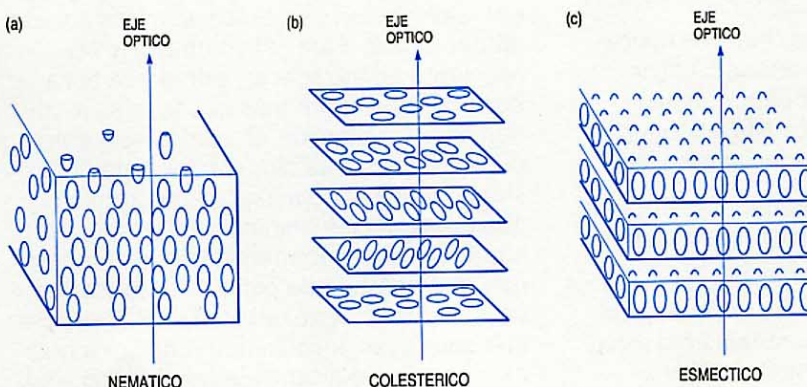 (a)
EJE
OPTICO
NEMATICO
(b)
EJE
OPTICO
COLESTERICO
(c)
EJE
OPTICO
ESMECTICO